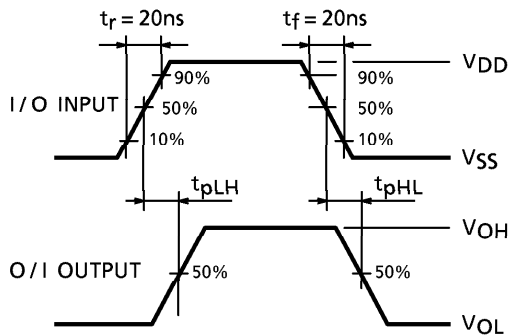 tr = 20ns
tf = 20ns
VDD
90%
90%
I / O INPUT
50%
50%
10%
10%
VSS
tpLH
tpHL
VOH
O / I OUTPUT
50%
50%
VOL